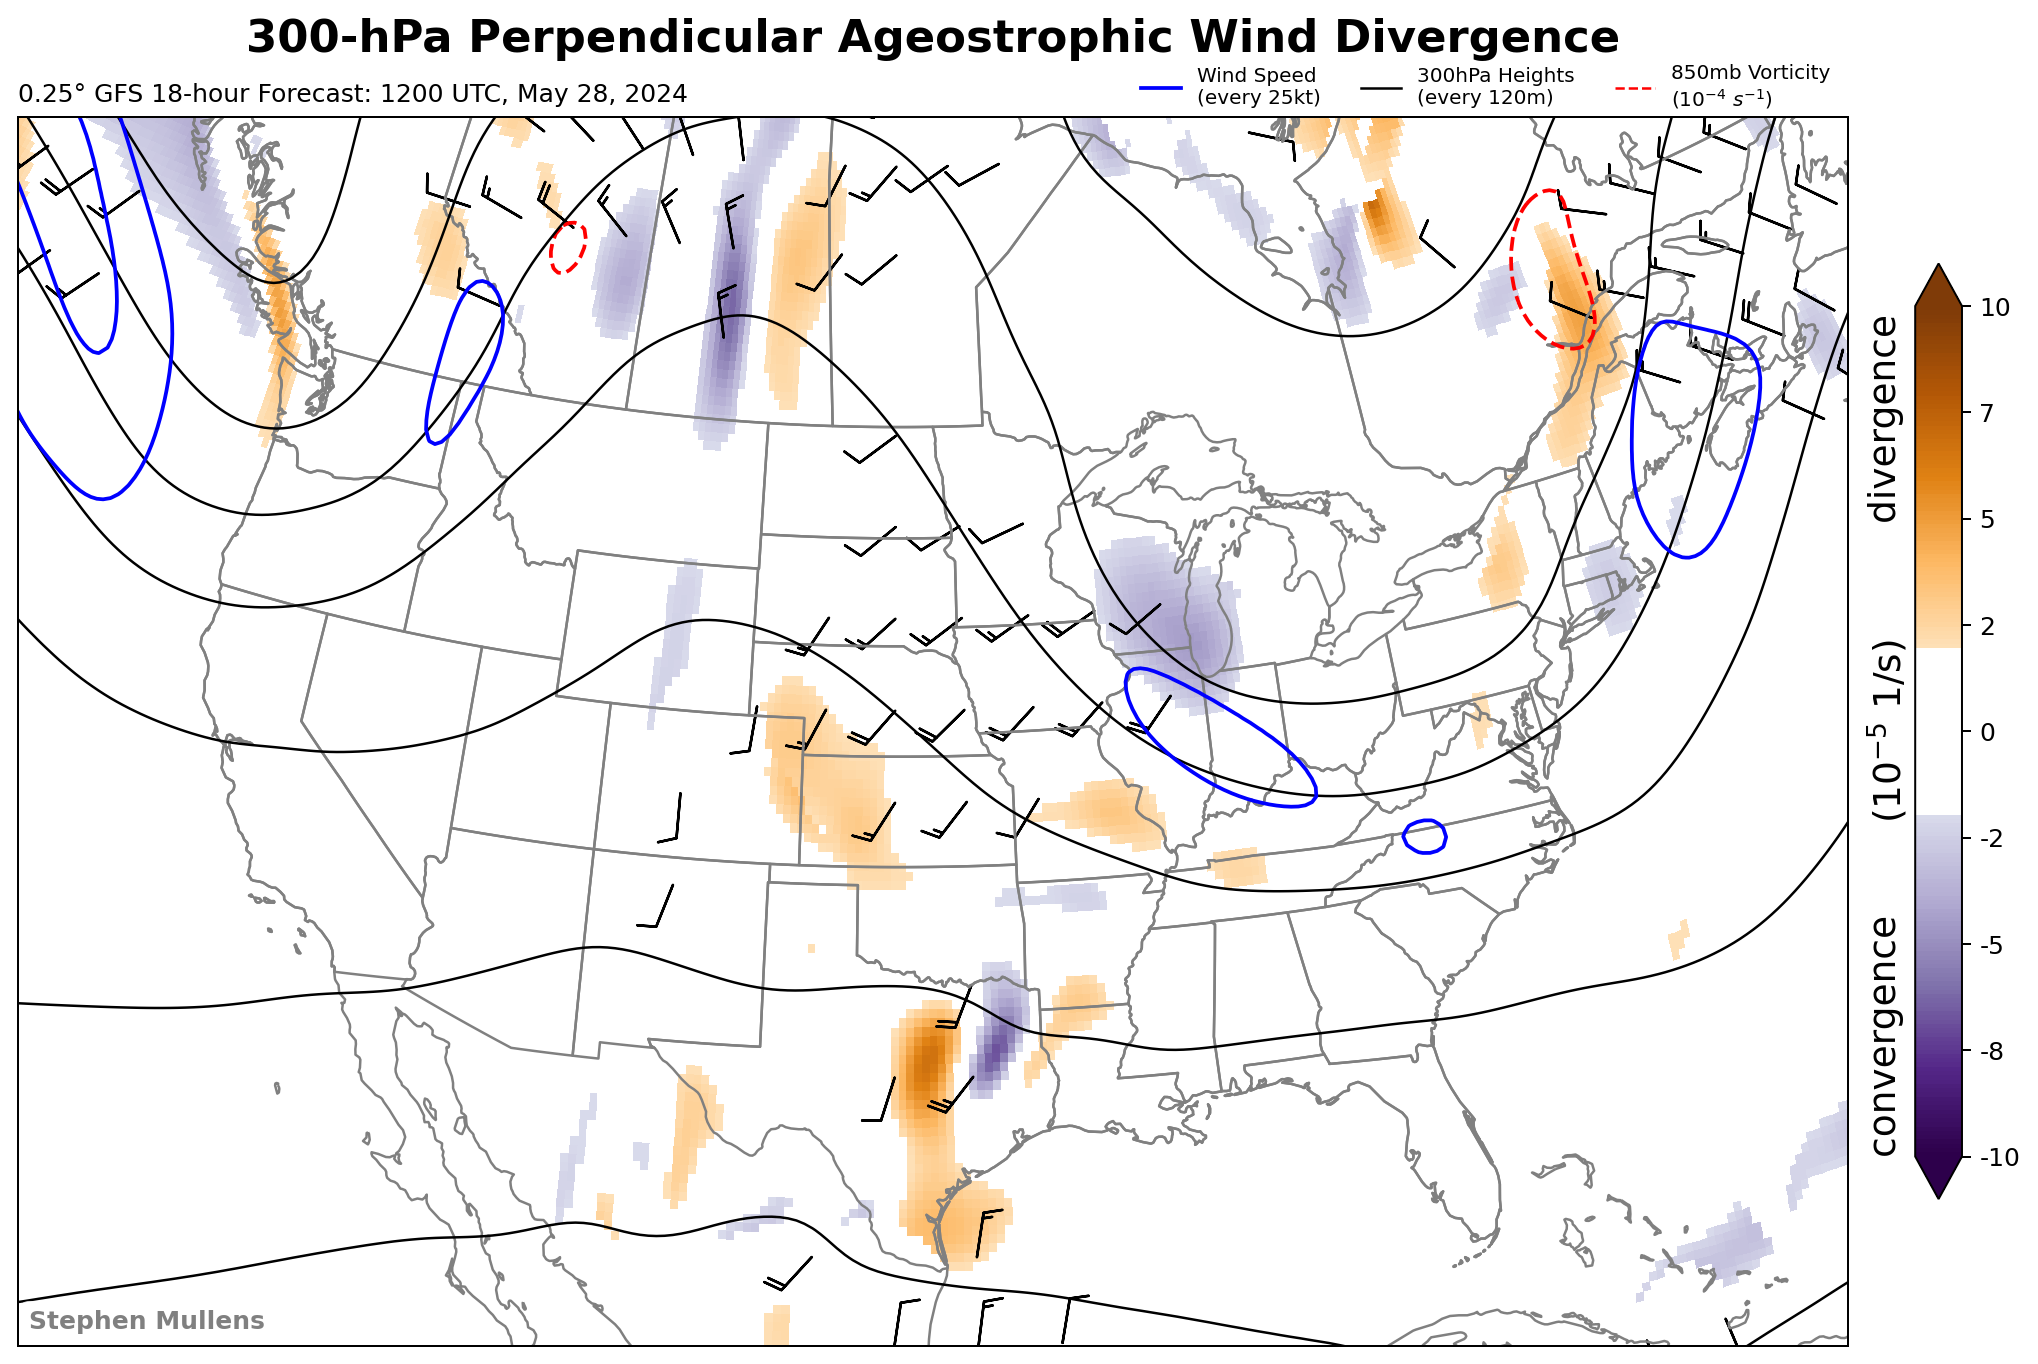 300-hPa Perpendicular Ageostrophic Wind Divergence
0.25° GFS 18-hour Forecast: 1200 UTC, May 28, 2024
Wind Speed
(every 25kt)
300hPa Heights
(every 120m)
850mb Vorticity
(10⁻⁴ s⁻¹)
10
7
5
2
0
-2
-5
-8
-10
convergence (10⁻⁵ 1/s) divergence
Stephen Mullens